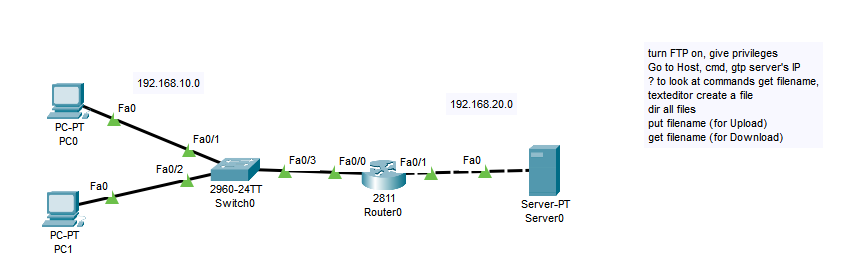 turn FTP on, give privileges
Go to Host, cmd, gtp server's IP
? to look at commands get filename,
texteditor create a file
dir all files
put filename (for Upload)
get filename (for Download)
192.168.10.0
192.168.20.0
Fa0
PC-PT
PC0
Fa0/1
Fa0/2
Fa0
PC-PT
PC1
2960-24TT
Switch0
Fa0/3
Fa0/0
2811
Router0
Fa0/1
Fa0
Server-PT
Server0